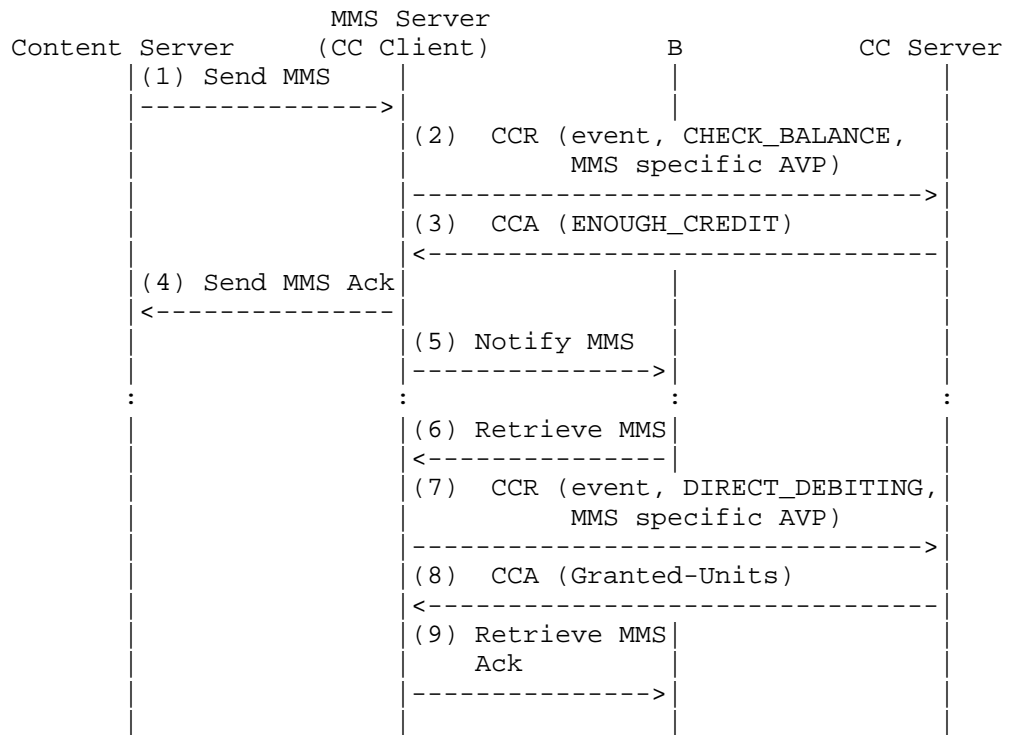 MMS Server
Content Server (CC Client) B CC Server
(1) Send MMS
(2) CCR (event, CHECK_BALANCE,
MMS specific AVP)
(3) CCA (ENOUGH_CREDIT)
(4) Send MMS Ack
(5) Notify MMS
: : : :
(6) Retrieve MMS
(7) CCR (event, DIRECT_DEBITING,
MMS specific AVP)
(8) CCA (Granted-Units)
(9) Retrieve MMS
Ack